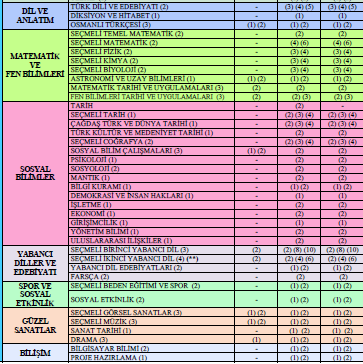 DİL VE ANLATIM
TÜRK DİLİ VE EDEBİYATI (2) - (3) (4) (5) (3) (4) (5)
DİKSİYON VE HİTABET (1) - (1) (1)
OSMANLI TÜRKÇESİ (3) (1) (2) (1) (2) (1) (2)
MATEMATİK VE FEN BİLİMLERİ
SEÇMELİ TEMEL MATEMATİK (2) - (2) (2)
SEÇMELİ MATEMATİK (2) - (4) (6) (4) (6)
SEÇMELİ FİZİK (2) - (3) (4) (3) (4)
SEÇMELİ KİMYA (2) - (3) (4) (3) (4)
SEÇMELİ BİYOLOJİ (2) - (3) (4) (3) (4)
ASTRONOMİ VE UZAY BİLİMLERİ (1) (1) (2) (1) (2) (1) (2)
MATEMATİK TARİHİ VE UYGULAMALARI (3) (2) (2) (2)
FEN BİLİMLERİ TARİHİ VE UYGULAMALARI (3) (2) (2) (2)
SOSYAL BİLİMLER
TARİH - (2) -
SEÇMELİ TARİH (1) - (2) (3) (4) (2) (3) (4)
ÇAĞDAŞ TÜRK VE DÜNYA TARİHİ (1) - (2) (3) (4) (2) (3) (4)
TÜRK KÜLTÜR VE MEDENİYET TARİHİ (1) - (2) (2)
SEÇMELİ COĞRAFYA (2) - (2) (3) (4) (2) (3) (4)
SOSYAL BİLİM ÇALIŞMALARI (3) (1) (2) (1) (2) (1) (2)
PSİKOLOJİ (1) - (2) (2)
SOSYOLOJİ (2) - (2) (2)
MANTIK (1) - (2) (2)
BİLGİ KURAMI (1) - (1) (2) (1) (2)
DEMOKRASİ VE İNSAN HAKLARI (1) - (1) (1)
İŞLETME (1) - (2) (2)
EKONOMİ (1) - (2) (2)
GİRİŞİMCİLİK (1) - (1) (1)
YÖNETİM BİLİMİ (1) - (2) (2)
ULUSLARARASI İLİŞKİLER (1) - (2) (2)
YABANCI DİLLER VE EDEBİYATI
SEÇMELİ BİRİNCİ YABANCI DİL (3) (2) (2) (8) (10) (2) (8) (10)
SEÇMELİ İKİNCİ YABANCI DİL (4) (**) (2) (2) (4) (6) (2) (4) (6)
YABANCI DİL EDEBİYATLARI (2) - (1) (2) (1) (2)
FARSÇA (2) - (2) (2)
SPOR VE SOSYAL ETKİNLİK
SEÇMELİ BEDEN EĞİTİMİ VE SPOR (2) - (1) (2) (1) (2)
SOSYAL ETKİNLİK (2) - (1) (2) (1) (2)
GÜZEL SANATLAR
SEÇMELİ GÖRSEL SANATLAR (3) (1) (2) (1) (2) (1) (2)
SEÇMELİ MÜZİK (3) (1) (2) (1) (2) (1) (2)
SANAT TARİHİ (1) - (1) (2) (1) (2)
DRAMA (3) (1) (1) (2) (1) (2)
BİLİŞİM
BİLGİSAYAR BİLİMİ (2) - (1) (2) (1) (2)
PROJE HAZIRLAMA (1) - (1) (2) (1) (2)